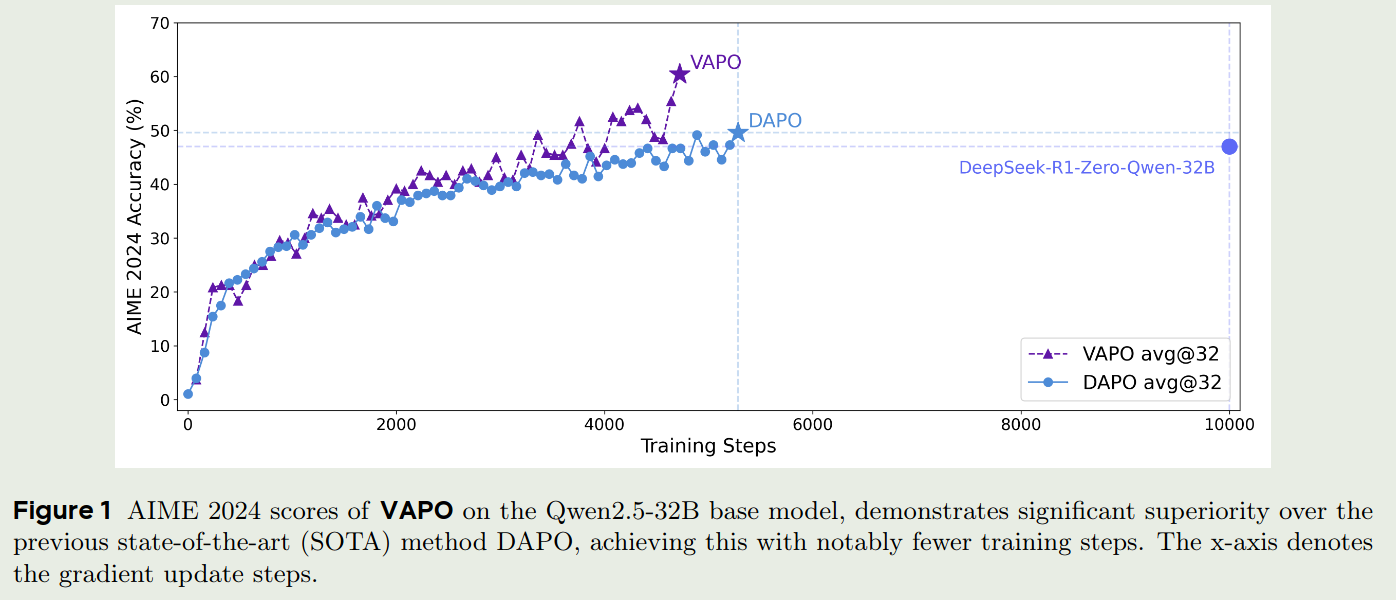 70
60
50
40
30
20
10
0
AIME 2024 Accuracy (%)
VAPO
DAPO
DeepSeek-R1-Zero-Qwen-32B
VAPO avg@32
DAPO avg@32
0 2000 4000 6000 8000 10000
Training Steps
Figure 1 AIME 2024 scores of VAPO on the Qwen2.5-32B base model, demonstrates significant superiority over the
previous state-of-the-art (SOTA) method DAPO, achieving this with notably fewer training steps. The x-axis denotes
the gradient update steps.